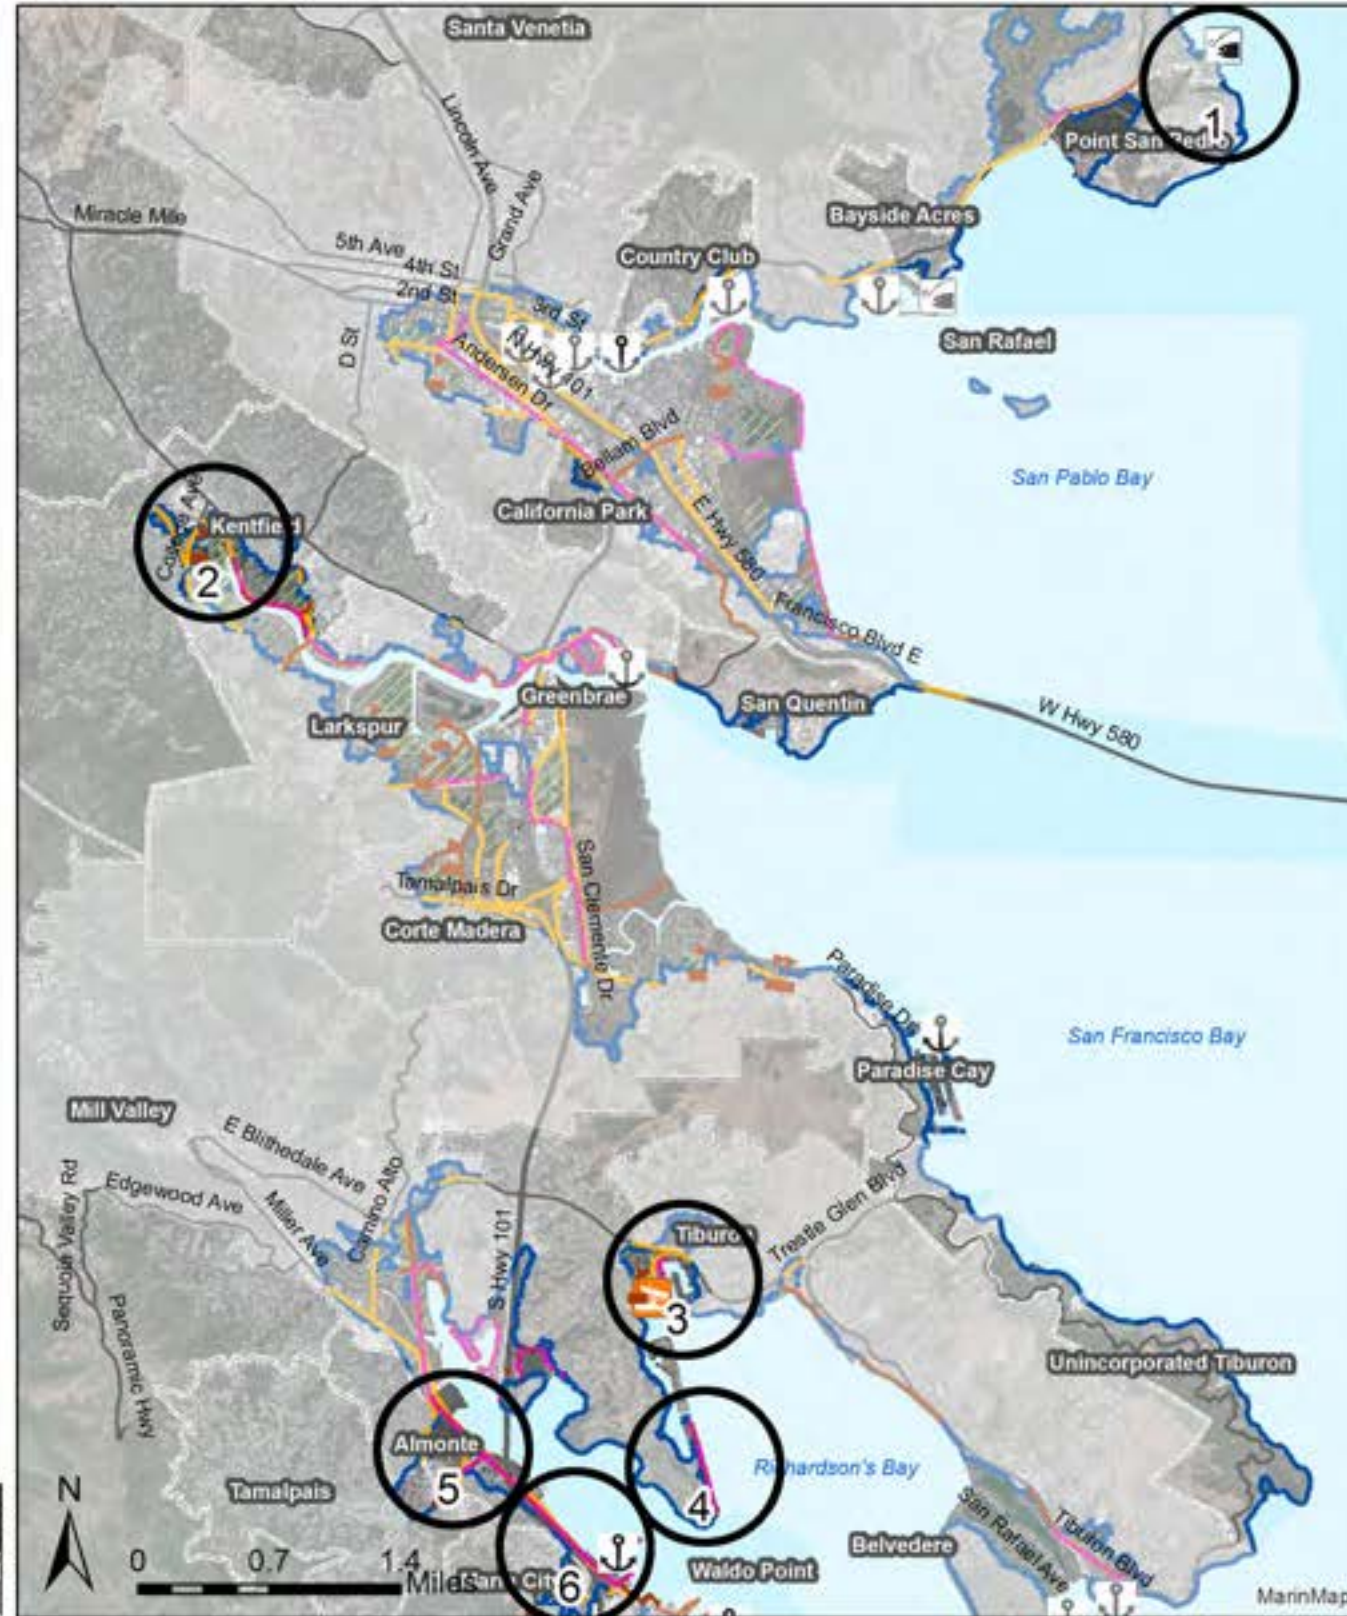 Santa Venetia
Lincoln Ave
Grand Ave
1
Point San Pedro
Miracle Mile
Bayside Acres
5th Ave
4th St
Country Club
2nd St
3rd St
D St
San Rafael
Andersen Dr
Bellam Blvd
San Pablo Bay
California Park
E Hwy 580
Kentfield
2
Francisco Blvd E
San Quentin
Greenbrae
Larkspur
W Hwy 580
San Clemente Dr
Tamalpais Dr
Corte Madera
Paradise Dr
San Francisco Bay
Paradise Cay
Mill Valley
E Blithedale Ave
Camino Alto
Edgewood Ave
Miller Ave
Sequoia Valley Rd
Panoramic Hwy
S Hwy 101
Tiburon
Trestle Glen Blvd
3
Unincorporated Tiburon
Almonte
5
Richardson's Bay
4
Tamalpais
N
San Rafael Ave
Tiburon Blvd
Belvedere
0 0.7 1.4
Miles
6
Waldo Point
MarinMap